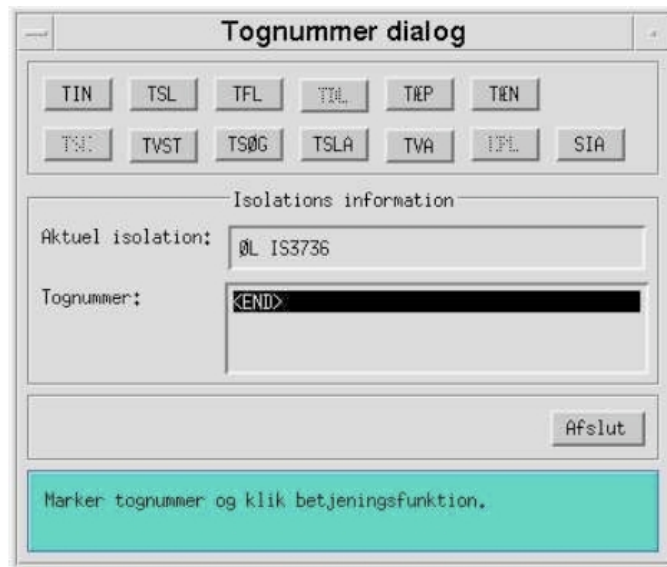 Tognummer dialog
TIN TSL TFL TÆP TÆN
TVST TSØG TSLA TVA SIA
Isolations information
Aktuel isolation: ØL IS3736
Tognummer: <END>
Afslut
Marker tognummer og klik betjeningsfunktion.